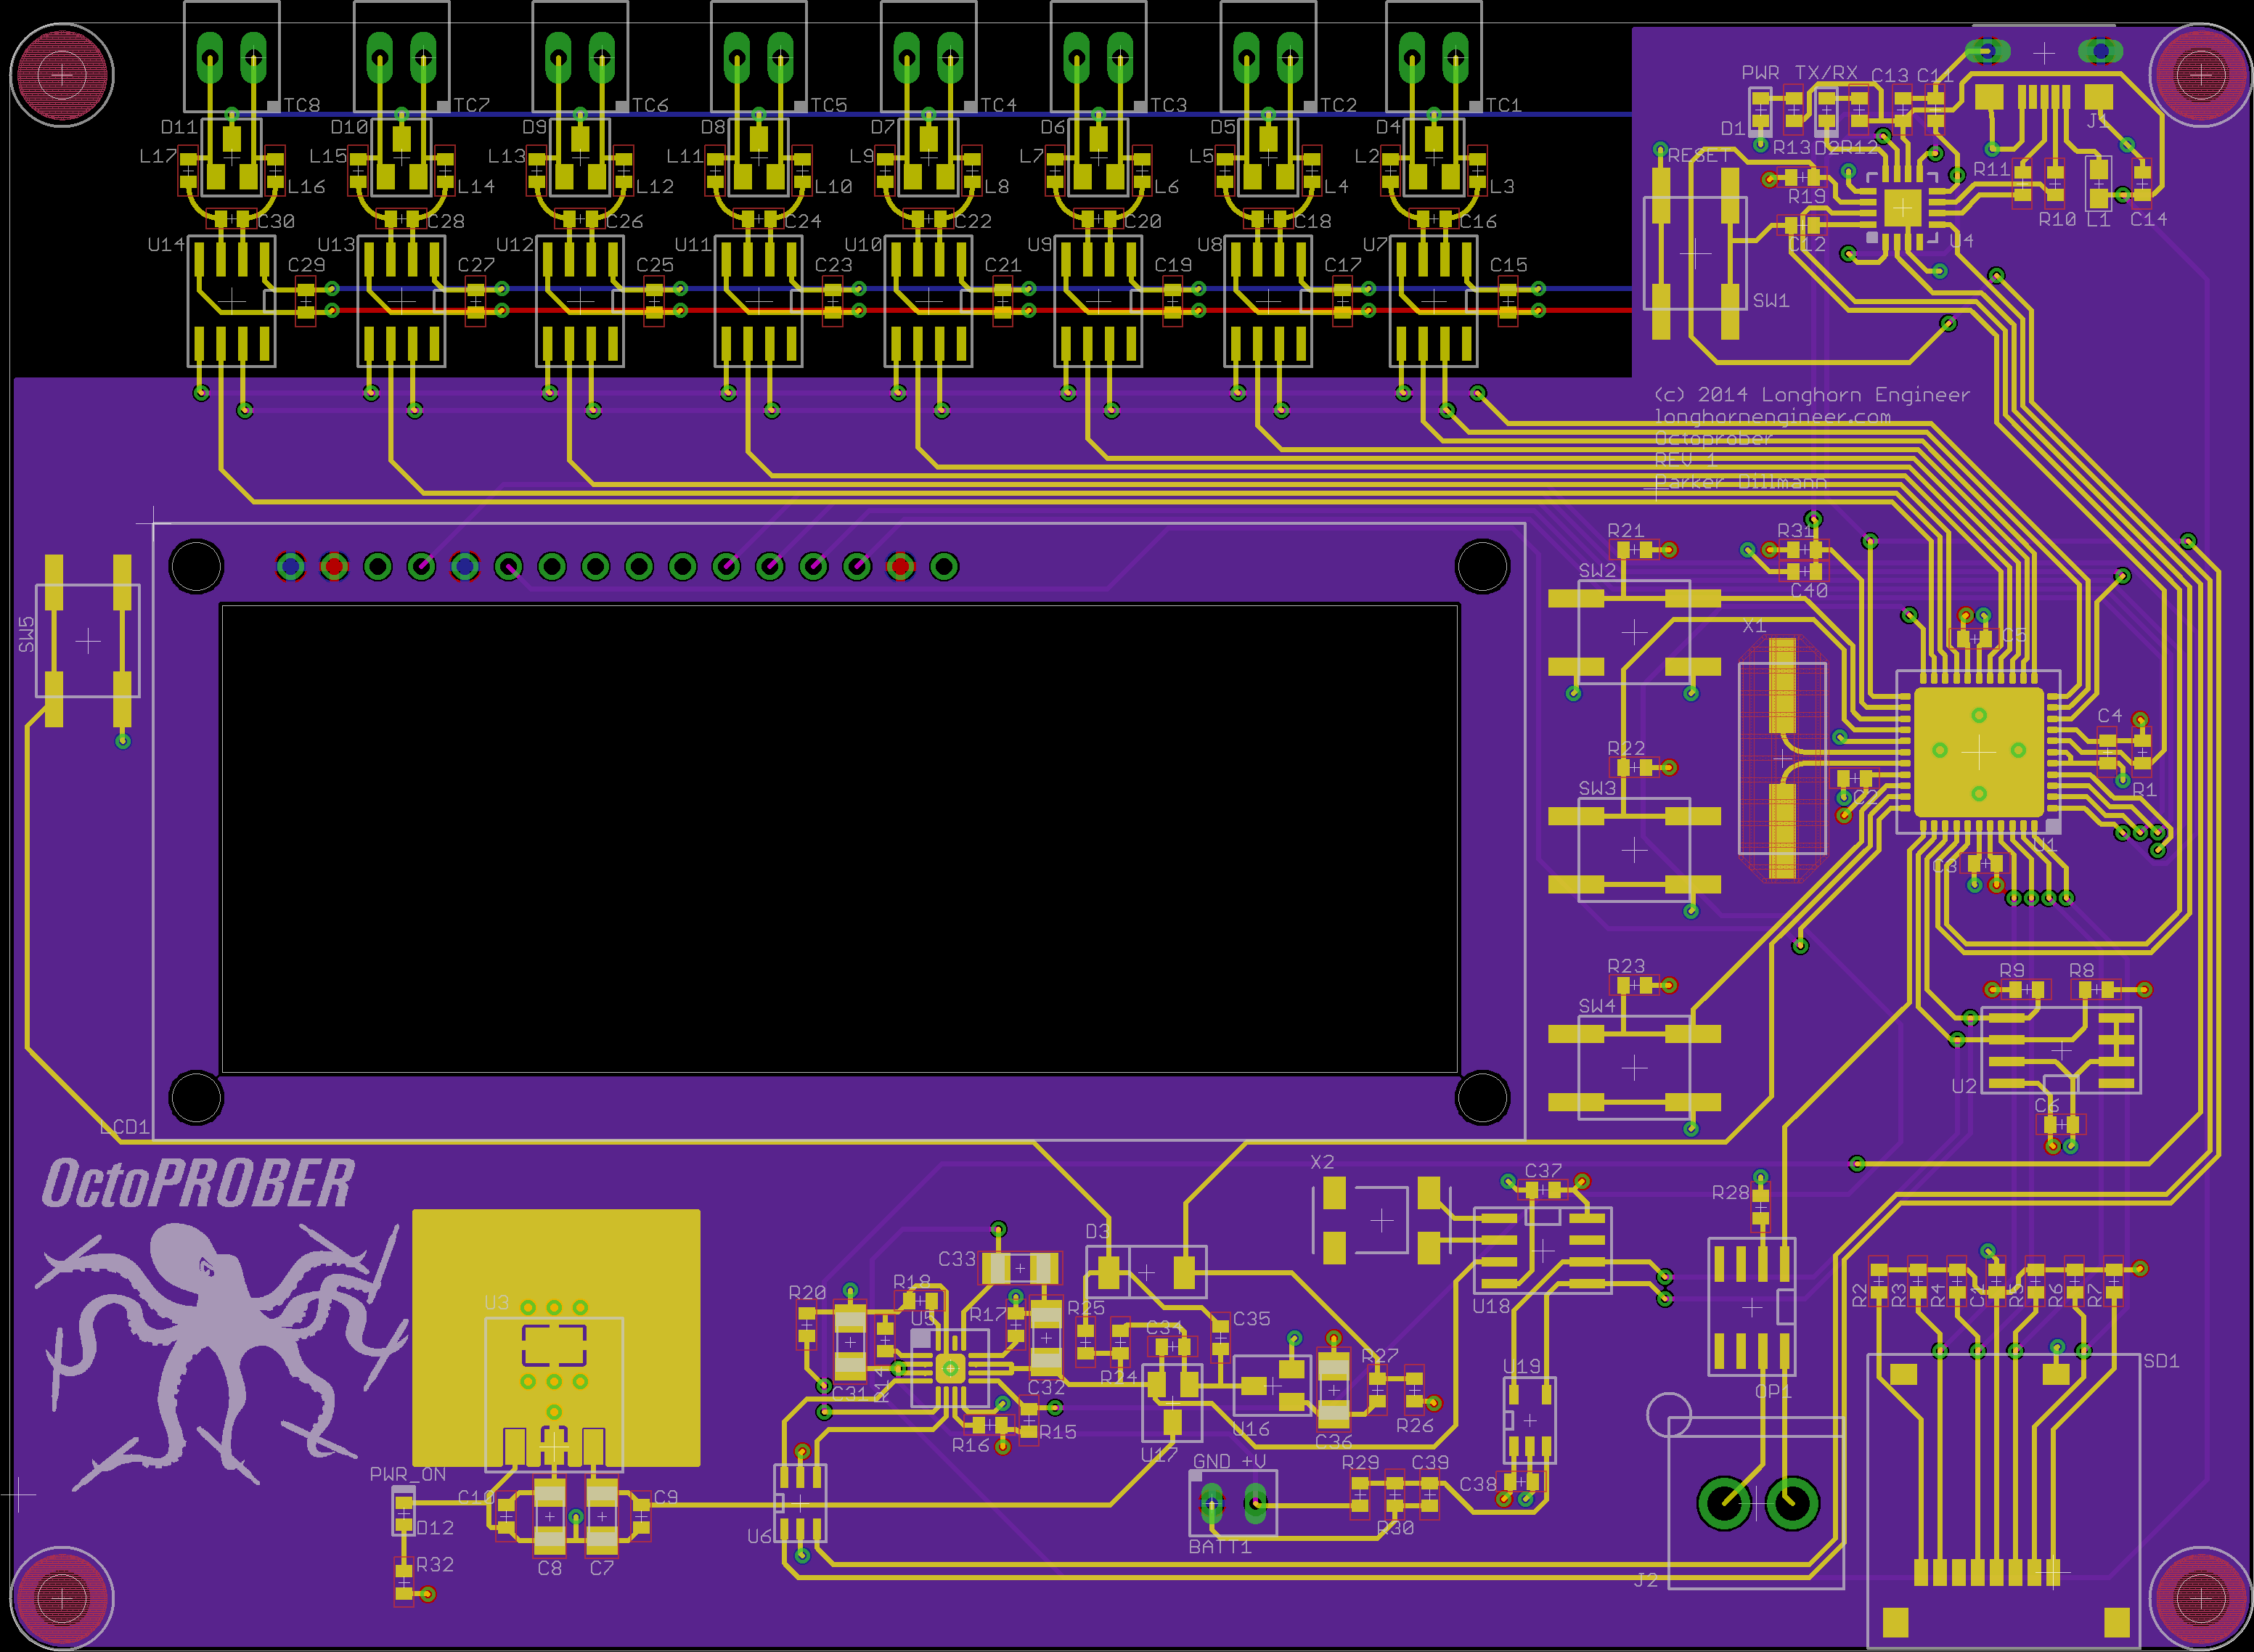 TC8 TC7 TC6 TC5 TC4 TC3 TC2 TC1
D11 D10 D9 D8 D7 D6 D5 D4
L17 L15 L13 L11 L9 L7 L5 L2
L16 L14 L12 L10 L8 L6 L4 L3
C30 C28 C26 C24 C22 C20 C18 C16
U14 U13 U12 U11 U10 U9 U8 U7
C29 C27 C25 C23 C21 C19 C17 C15
PWR TX/RX C13 C11
D1 J1
R13 D2 R12
RESET R11
R19 R10 L1 C14
C12 U4
SW1
(c) 2014 Longhorn Engineer
longhornengineer.com
Octoprober
REV 1
Parker Dillmann
R21 R31
SW2
C40
X1 C5
SW5
C4
R22
SW3 C2 R1
U1
C3
R23 R9 R8
SW4
U2
C6
LCD1
OctoPROBER
X2 C37
R28
D3
C33
U3 R20 R18 U5 R17 R25 C34 C35 U18
R2 R3 R4 C1 R5 R6 R7
C31 R14 C32 R24 R27 U19 SD1
OP1
R16 R15 U17 U16 C36 R26
PWR_ON GND +V R29 C39
C10 C9 C38
D12 U6 R30
BATT1
R32 C8 C7 J2